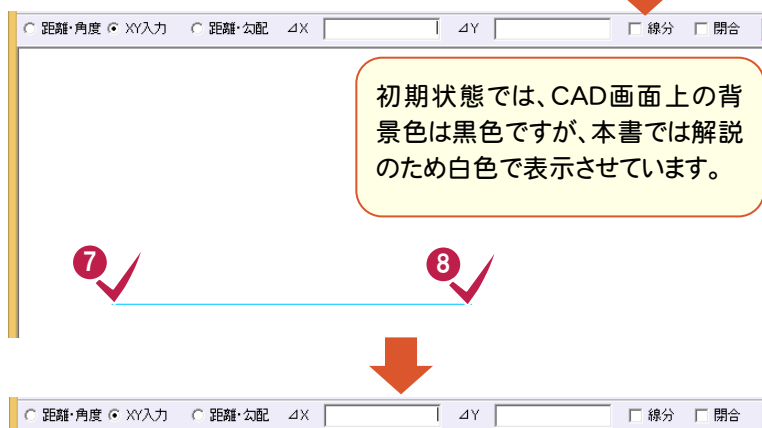 距離・角度 XY入力 距離・勾配 ⊿X ⊿Y 線分 閉合
初期状態では、CAD画面上の背
景色は黒色ですが、本書では解説
のため白色で表示させています。
7 8
距離・角度 XY入力 距離・勾配 ⊿X ⊿Y 線分 閉合